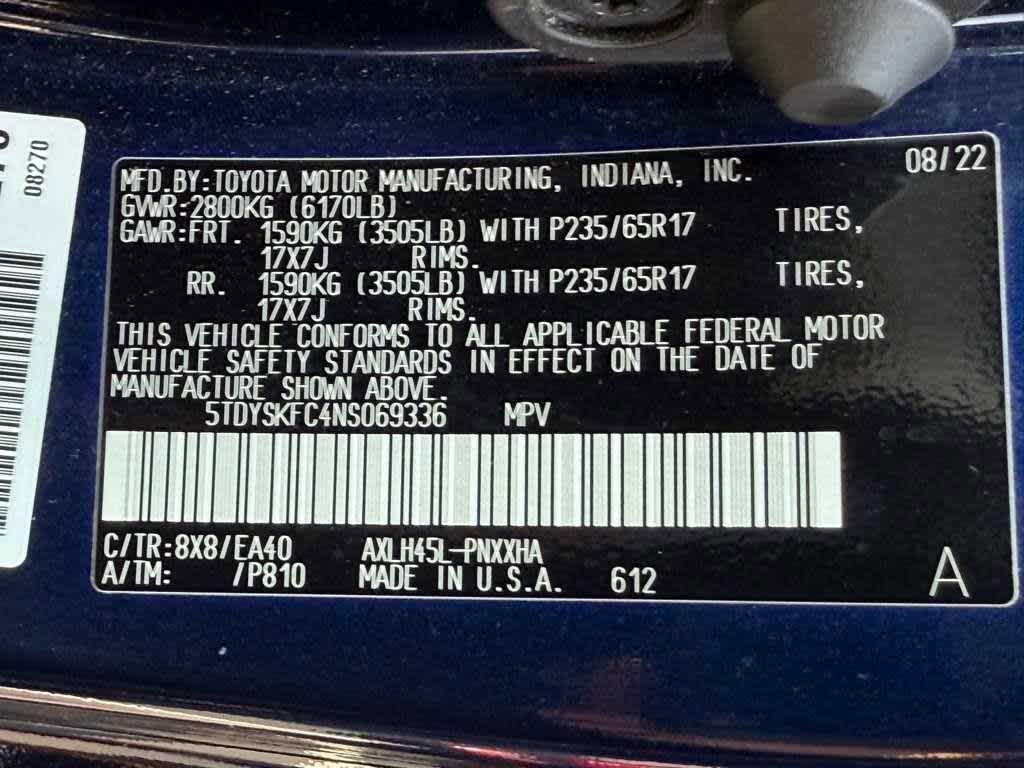 08270
MFD.BY:TOYOTA MOTOR MANUFACTURING, INDIANA, INC. 08/22
GVWR:2800KG (6170LB)
GAWR:FRT. 1590KG (3505LB) WITH P235/65R17 TIRES,
17X7J RIMS.
RR. 1590KG (3505LB) WITH P235/65R17 TIRES,
17X7J RIMS.
THIS VEHICLE CONFORMS TO ALL APPLICABLE FEDERAL MOTOR
VEHICLE SAFETY STANDARDS IN EFFECT ON THE DATE OF
MANUFACTURE SHOWN ABOVE.
5TDYSKFC4NS069336 MPV
C/TR:8X8/EA40 AXLH45L-PNXXHA
A/TM: /P810 MADE IN U.S.A. 612 A